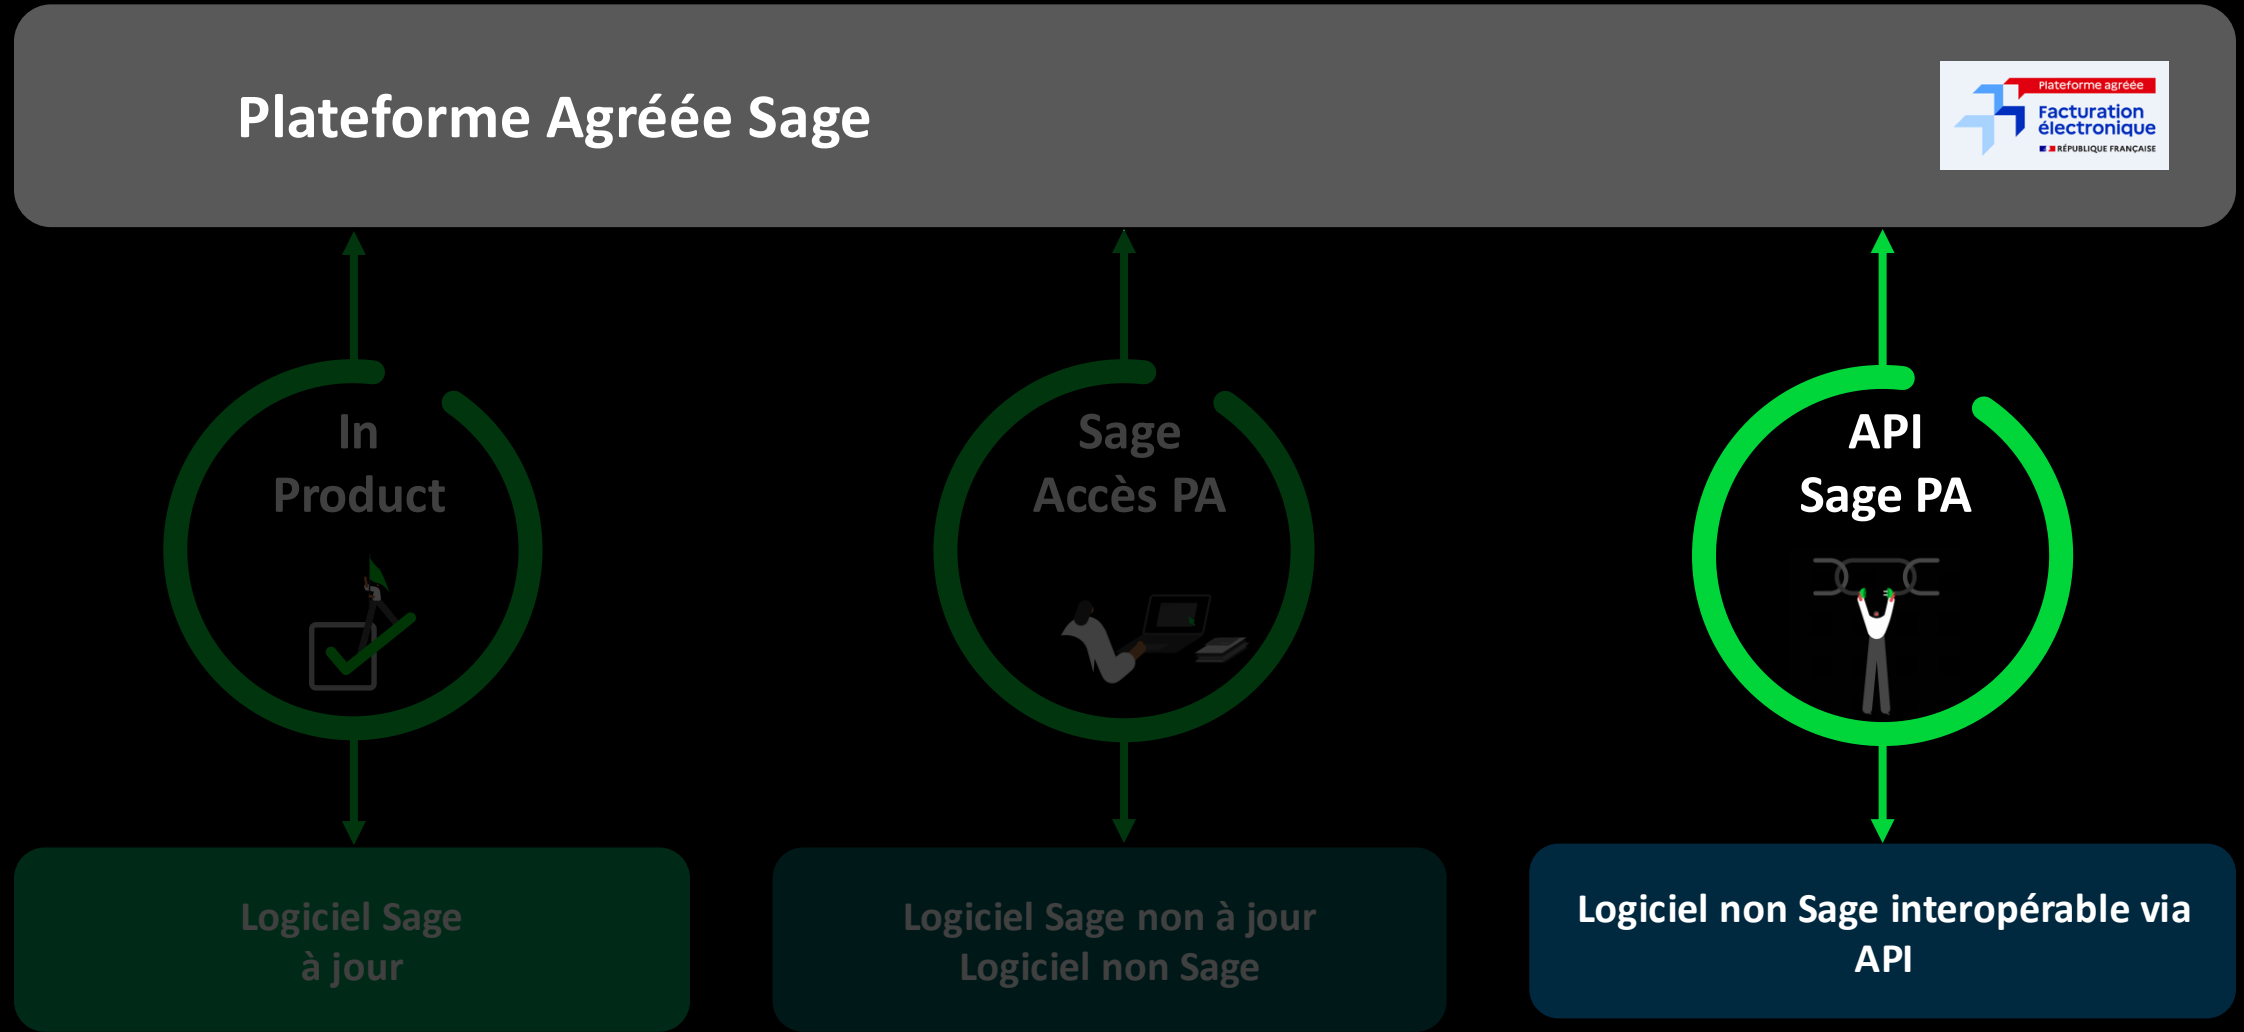 Plateforme Agréée Sage
Plateforme agréée
Facturation
électronique
RÉPUBLIQUE FRANÇAISE
In
Product
Sage
Accès PA
API
Sage PA
Logiciel Sage
à jour
Logiciel Sage non à jour
Logiciel non Sage
Logiciel non Sage interopérable via
API